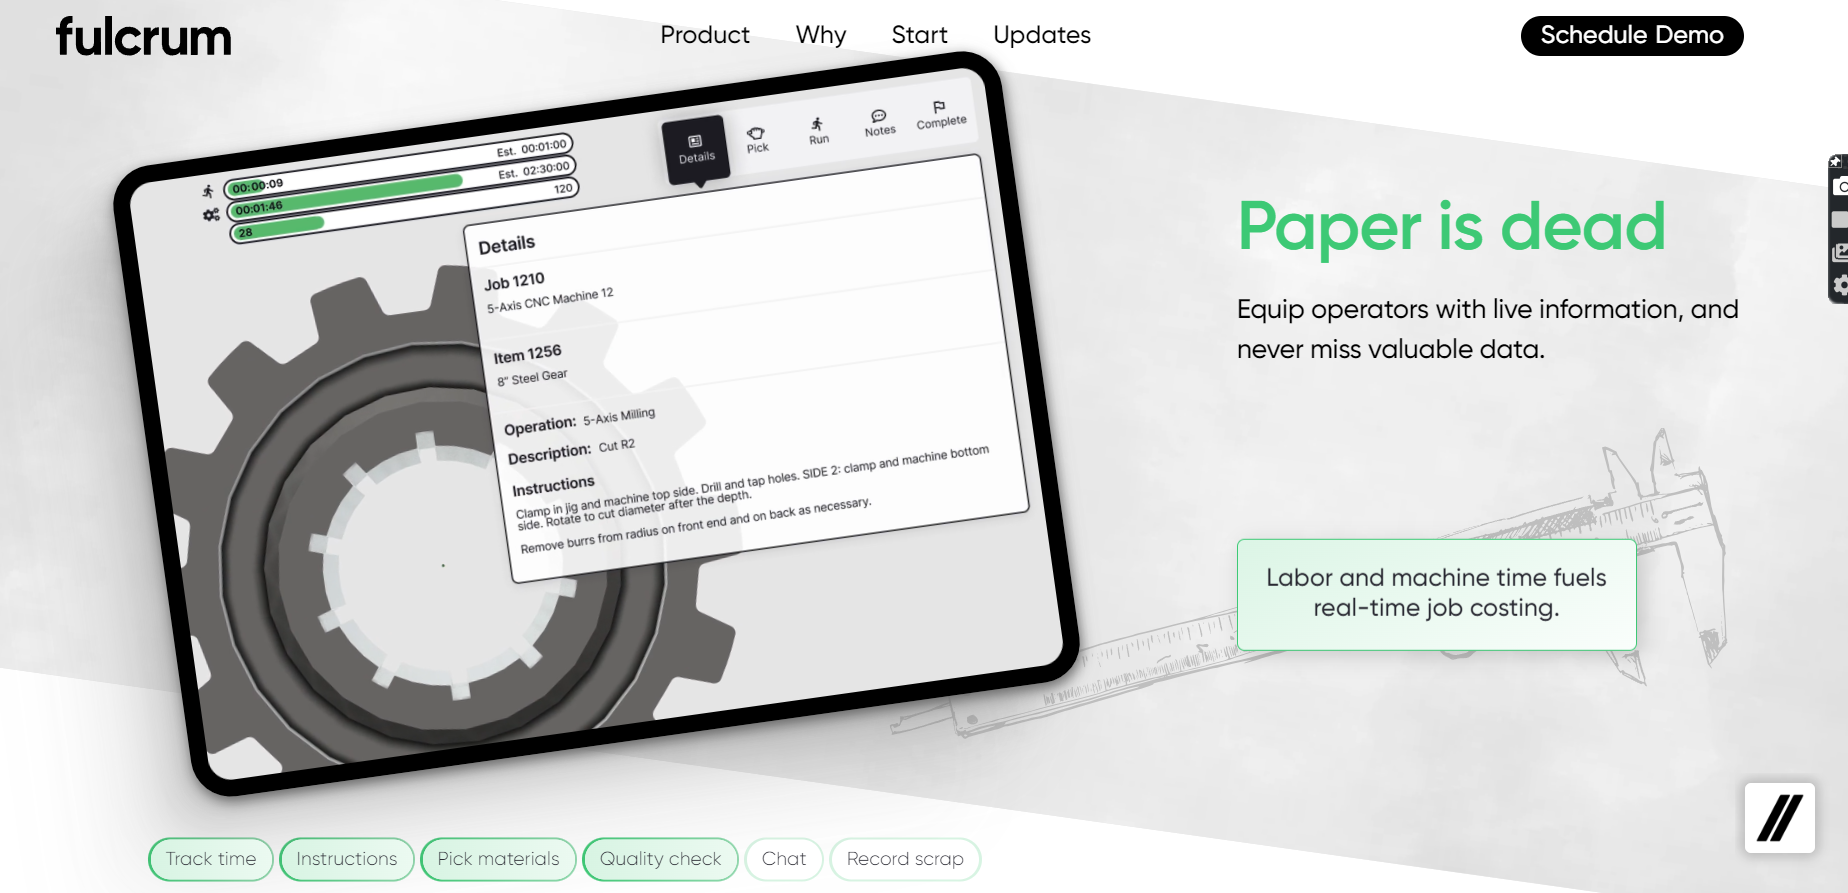 fulcrum
Product
Why
Start
Updates
Schedule Demo
00:00:09
Est. 00:01:00
00:01:46
Est. 02:30:00
28
120
Details
Pick
Run
Notes
Complete
Details
Job 1210
5-Axis CNC Machine 12
Item 1256
8" Steel Gear
Operation: 5-Axis Milling
Description: Cut R2
Instructions
Clamp in jig and machine top side. Drill and tap holes. SIDE 2: clamp and machine bottom
side. Rotate to cut diameter after the depth.
Remove burrs from radius on front end and on back as necessary.
Paper is dead
Equip operators with live information, and
never miss valuable data.
Labor and machine time fuels
real-time job costing.
Track time
Instructions
Pick materials
Quality check
Chat
Record scrap